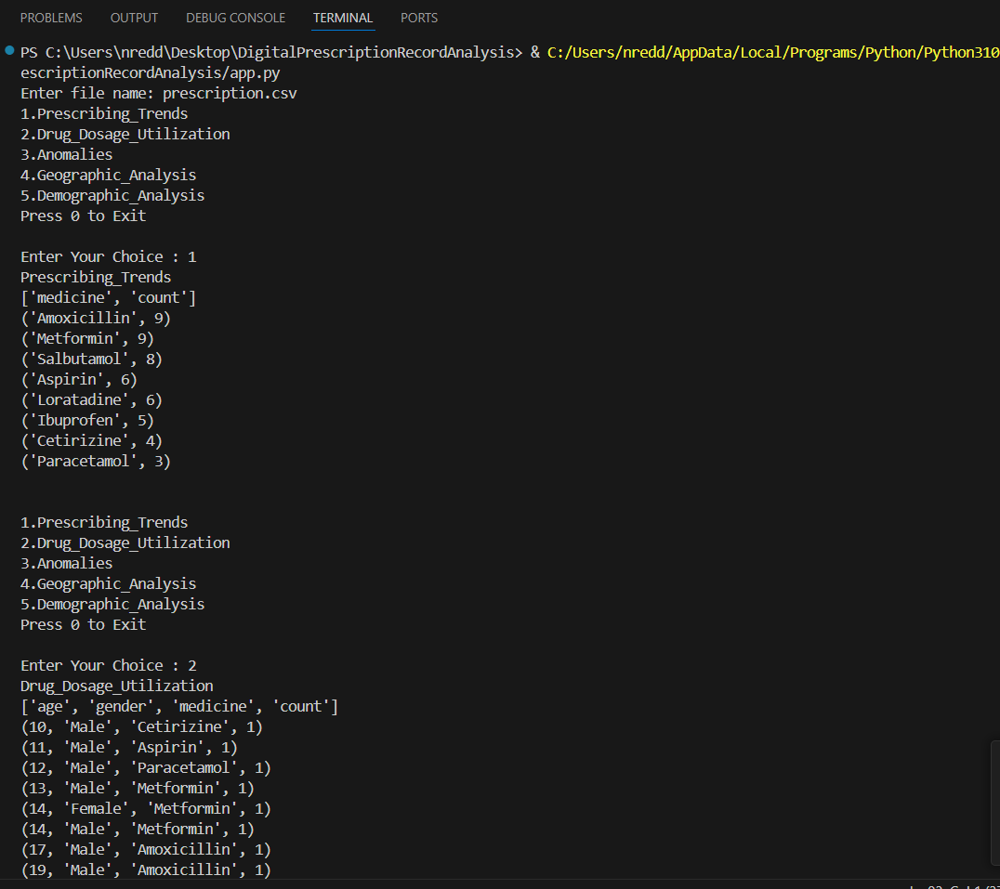 PROBLEMS OUTPUT DEBUG CONSOLE TERMINAL PORTS
PS C:\Users\nredd\Desktop\DigitalPrescriptionRecordAnalysis> & C:/Users/nredd/AppData/Local/Programs/Python/Python310
escriptionRecordAnalysis/app.py
Enter file name: prescription.csv
1.Prescribing_Trends
2.Drug_Dosage_Utilization
3.Anomalies
4.Geographic_Analysis
5.Demographic_Analysis
Press 0 to Exit
Enter Your Choice : 1
Prescribing_Trends
['medicine', 'count']
('Amoxicillin', 9)
('Metformin', 9)
('Salbutamol', 8)
('Aspirin', 6)
('Loratadine', 6)
('Ibuprofen', 5)
('Cetirizine', 4)
('Paracetamol', 3)
1.Prescribing_Trends
2.Drug_Dosage_Utilization
3.Anomalies
4.Geographic_Analysis
5.Demographic_Analysis
Press 0 to Exit
Enter Your Choice : 2
Drug_Dosage_Utilization
['age', 'gender', 'medicine', 'count']
(10, 'Male', 'Cetirizine', 1)
(11, 'Male', 'Aspirin', 1)
(12, 'Male', 'Paracetamol', 1)
(13, 'Male', 'Metformin', 1)
(14, 'Female', 'Metformin', 1)
(14, 'Male', 'Metformin', 1)
(17, 'Male', 'Amoxicillin', 1)
(19, 'Male', 'Amoxicillin', 1)